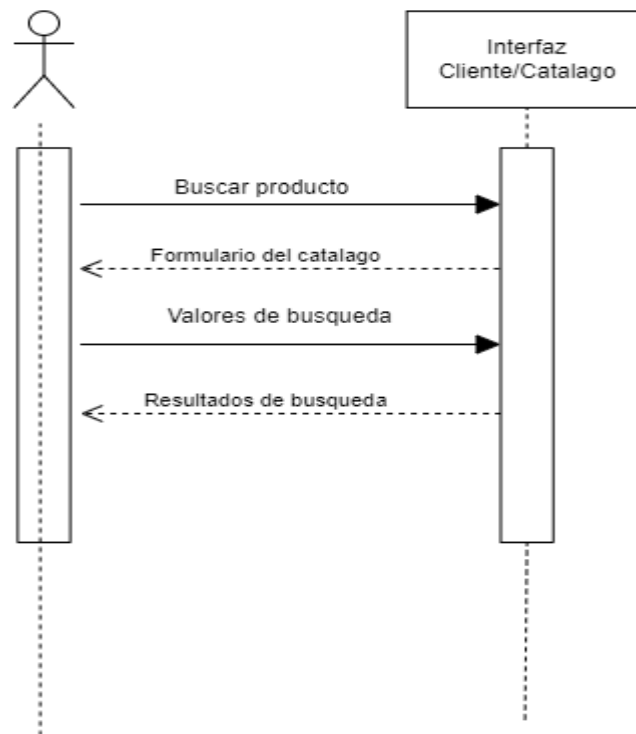 Interfaz
Cliente/Catalago
Buscar producto
Formulario del catalago
Valores de busqueda
Resultados de busqueda